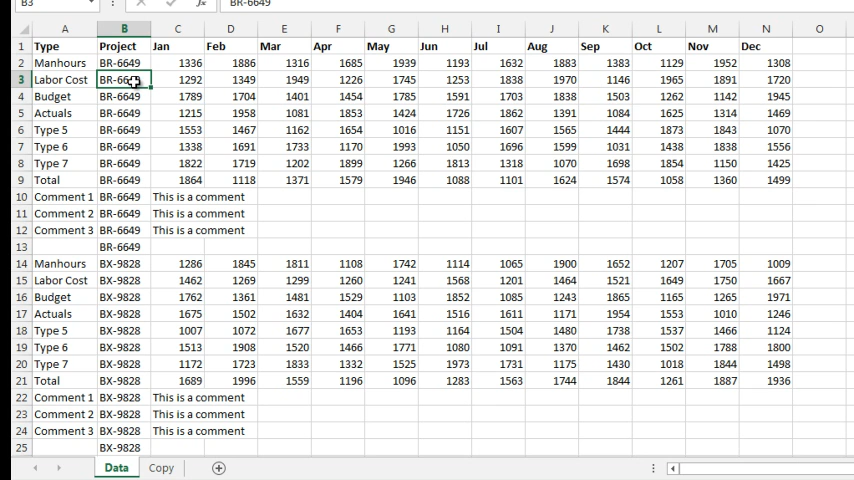 B3 fx BR-6649
A B C D E F G H I J K L M N O
1 Type Project Jan Feb Mar Apr May Jun Jul Aug Sep Oct Nov Dec
2 Manhours BR-6649 1336 1886 1316 1685 1939 1193 1632 1883 1383 1129 1952 1308
3 Labor Cost BR-6649 1292 1349 1949 1226 1745 1253 1838 1970 1146 1965 1891 1720
4 Budget BR-6649 1789 1704 1401 1454 1785 1591 1703 1838 1503 1262 1142 1945
5 Actuals BR-6649 1215 1958 1081 1853 1424 1726 1862 1391 1084 1625 1314 1469
6 Type 5 BR-6649 1553 1467 1162 1654 1016 1151 1607 1565 1444 1873 1843 1070
7 Type 6 BR-6649 1338 1691 1733 1170 1993 1050 1696 1599 1031 1438 1838 1556
8 Type 7 BR-6649 1822 1719 1202 1899 1266 1813 1318 1070 1698 1854 1150 1425
9 Total BR-6649 1864 1118 1371 1579 1946 1088 1101 1624 1574 1058 1360 1499
10 Comment 1 BR-6649 This is a comment
11 Comment 2 BR-6649 This is a comment
12 Comment 3 BR-6649 This is a comment
13 BR-6649
14 Manhours BX-9828 1286 1845 1811 1108 1742 1114 1065 1900 1652 1207 1705 1009
15 Labor Cost BX-9828 1462 1269 1299 1260 1241 1568 1201 1464 1521 1649 1750 1667
16 Budget BX-9828 1762 1361 1481 1529 1103 1852 1085 1243 1865 1165 1265 1971
17 Actuals BX-9828 1675 1502 1632 1404 1641 1516 1611 1171 1954 1553 1010 1246
18 Type 5 BX-9828 1007 1072 1677 1653 1193 1164 1504 1480 1738 1537 1466 1124
19 Type 6 BX-9828 1513 1908 1520 1466 1771 1080 1091 1370 1462 1502 1788 1800
20 Type 7 BX-9828 1172 1723 1833 1332 1525 1973 1731 1175 1430 1018 1844 1498
21 Total BX-9828 1689 1996 1559 1196 1096 1283 1563 1744 1844 1261 1887 1936
22 Comment 1 BX-9828 This is a comment
23 Comment 2 BX-9828 This is a comment
24 Comment 3 BX-9828 This is a comment
25 BX-9828
Data Copy